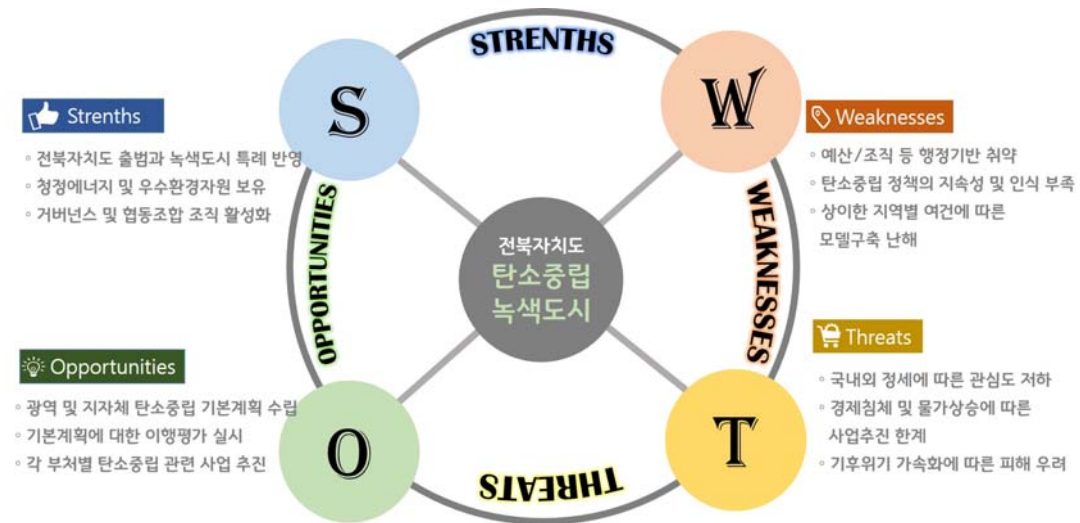 STRENTHS
S
W
Strenths
◦ 전북자치도 출범과 녹색도시 특례 반영
◦ 청정에너지 및 우수환경자원 보유
◦ 거버넌스 및 협동조합 조직 활성화
Weaknesses
◦ 예산/조직 등 행정기반 취약
◦ 탄소중립 정책의 지속성 및 인식 부족
◦ 상이한 지역별 여건에 따른
모델구축 난해
OPPORTUNITIES
WEAKNESSES
전북자치도
탄소중립
녹색도시
Opportunities
◦ 광역 및 지자체 탄소중립 기본계획 수립
◦ 기본계획에 대한 이행평가 실시
◦ 각 부처별 탄소중립 관련 사업 추진
Threats
◦ 국내외 정세에 따른 관심도 저하
◦ 경제침체 및 물가상승에 따른
사업추진 한계
◦ 기후위기 가속화에 따른 피해 우려
O
T
THREATS